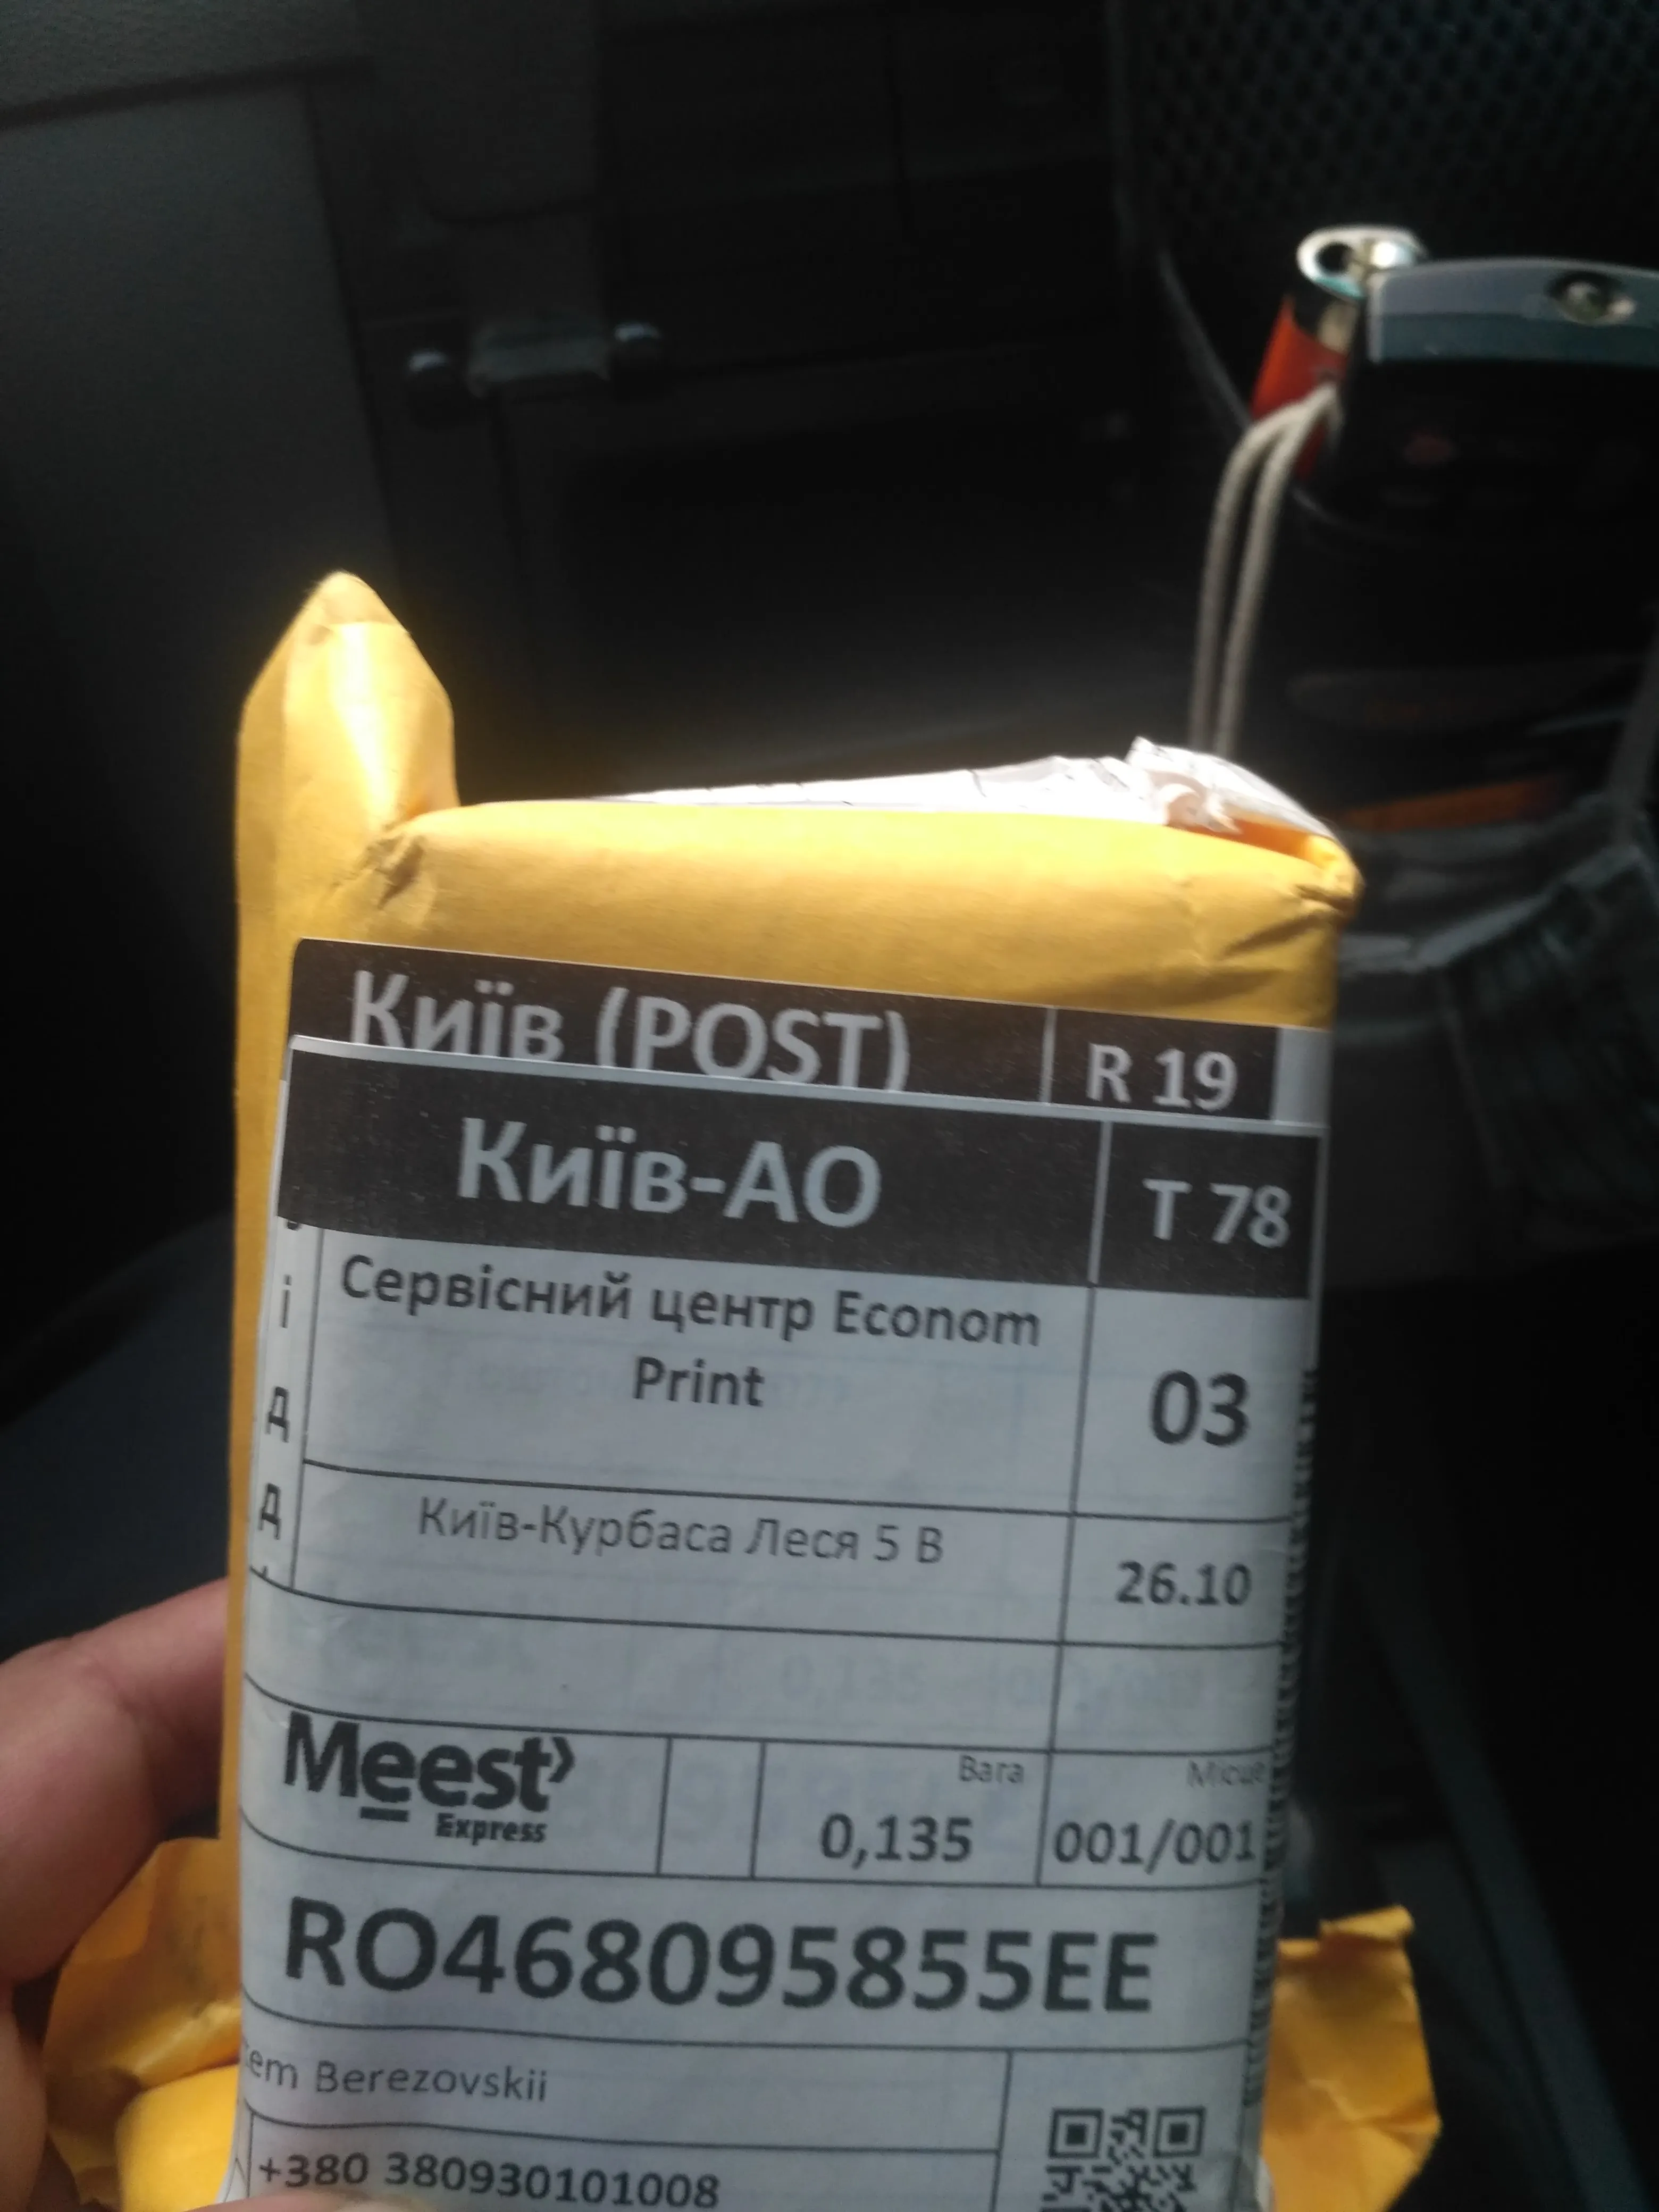 Київ (POST)
R 19
Київ-АО
T 78
і
Д
Д
Сервісний центр Econom
Print
03
Київ-Курбаса Леся 5 В
26.10
Meest
Express
Вага
0,135
Місце
001/001
RO468095855EE
tem Berezovskii
+380 380930101008